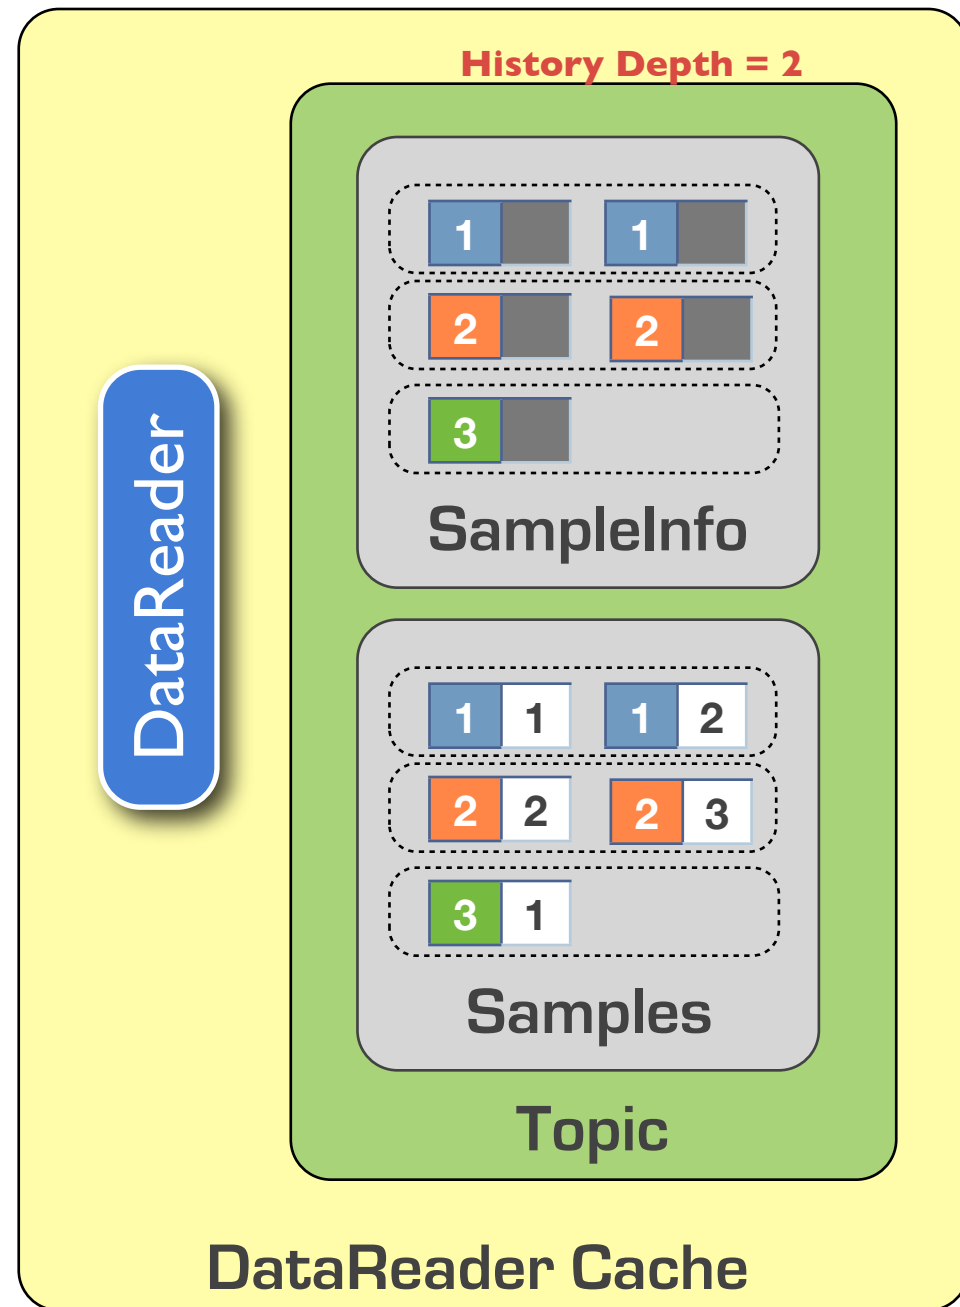 History Depth = 2
1 1
2 2
3
SampleInfo
DataReader
1 1 1 2
2 2 2 3
3 1
Samples
Topic
DataReader Cache